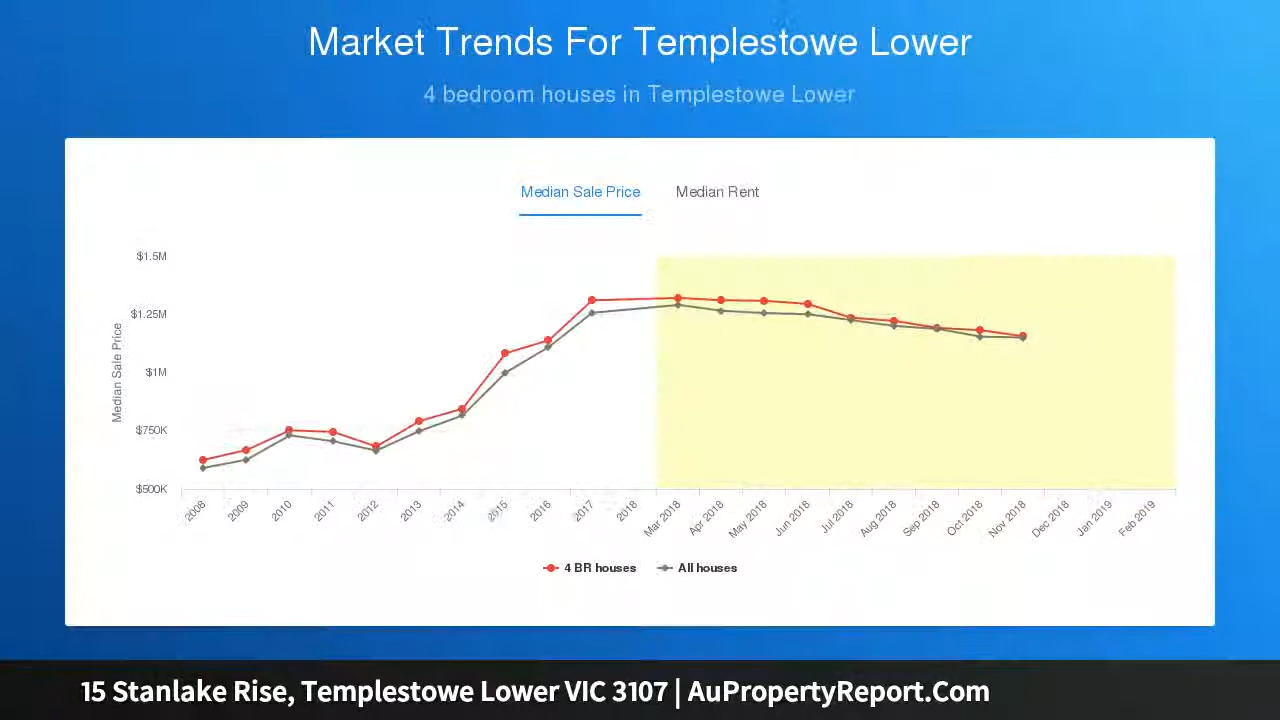 Market Trends For Templestowe Lower
4 bedroom houses in Templestowe Lower
Median Sale Price Median Rent
Median Sale Price
$1.5M
$1.25M
$1M
$750K
$500K
2008 2009 2010 2011 2012 2013 2014 2015 2016 2017 2018 Mar 2018 Apr 2018 May 2018 Jun 2018 Jul 2018 Aug 2018 Sep 2018 Oct 2018 Nov 2018 Dec 2018 Jan 2019 Feb 2019
4 BR houses All houses
15 Stanlake Rise, Templestowe Lower VIC 3107 | AuPropertyReport.Com